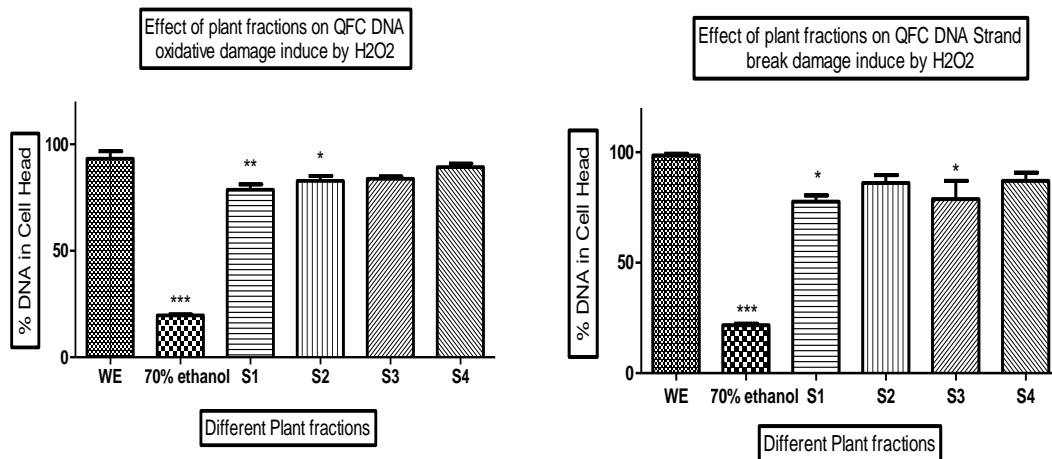 Effect of plant fractions on QFC DNA
oxidative damage induce by H2O2
% DNA in Cell Head
100
50
0
**
*
***
WE 70% ethanol S1 S2 S3 S4
Different Plant fractions
Effect of plant fractions on QFC DNA Strand
break damage induce by H2O2
% DNA in Cell Head
100
50
0
*
*
***
WE 70% ethanol S1 S2 S3 S4
Different Plant fractions